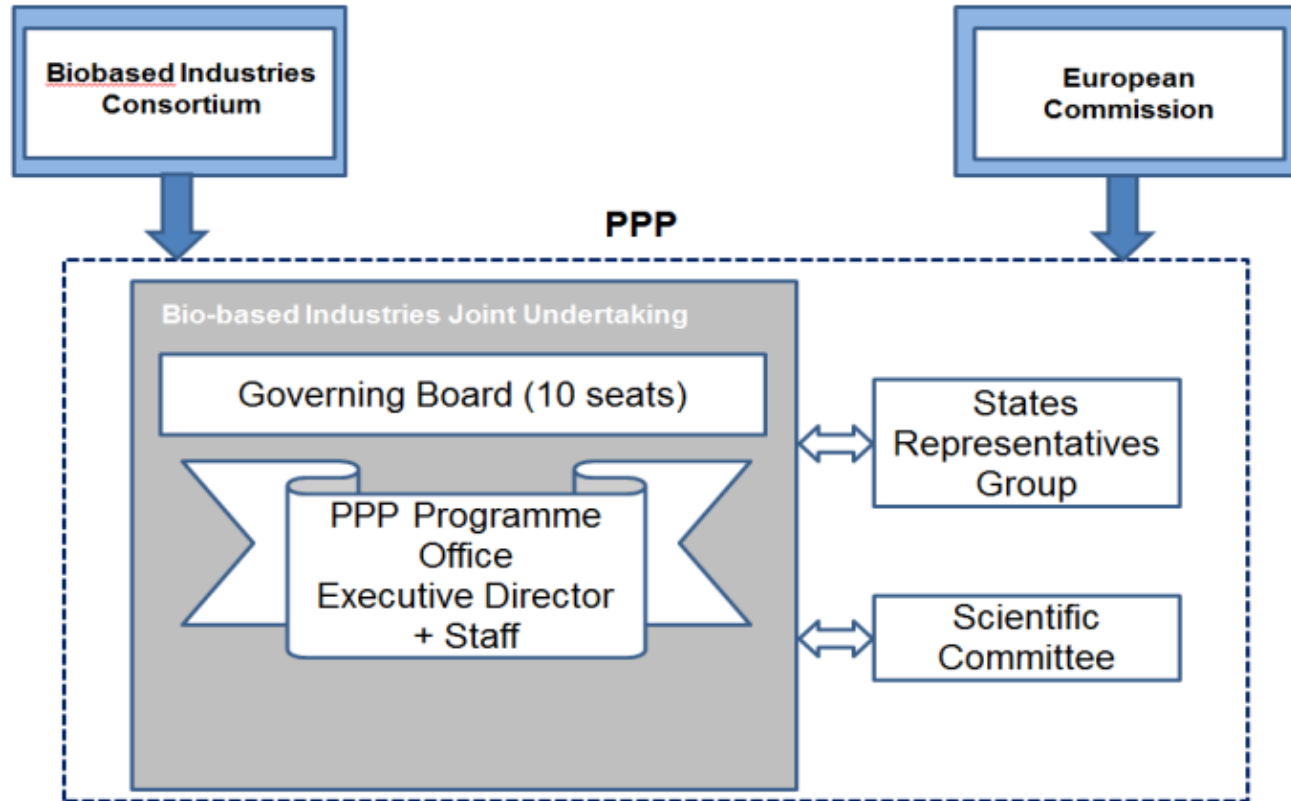 Biobased Industries
Consortium
European
Commission
PPP
Bio-based Industries Joint Undertaking
Governing Board (10 seats)
States
Representatives
Group
PPP Programme
Office
Executive Director
+ Staff
Scientific
Committee